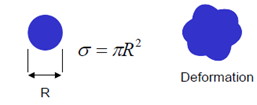 σ = πR²
R
Deformation